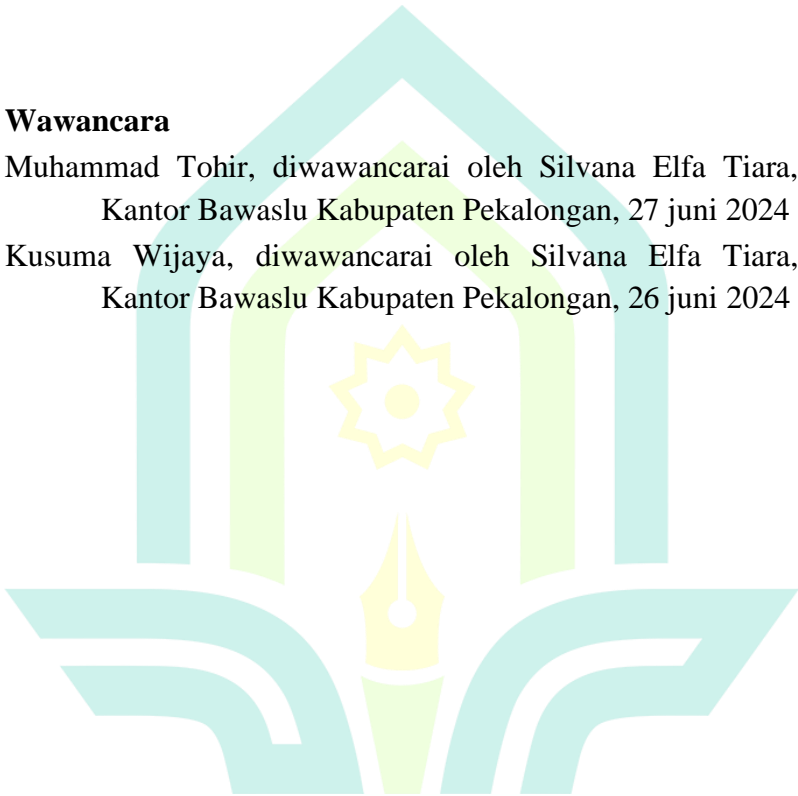 Wawancara
Muhammad Tohir, diwawancarai oleh Silvana Elfa Tiara,
Kantor Bawaslu Kabupaten Pekalongan, 27 juni 2024
Kusuma Wijaya, diwawancarai oleh Silvana Elfa Tiara,
Kantor Bawaslu Kabupaten Pekalongan, 26 juni 2024